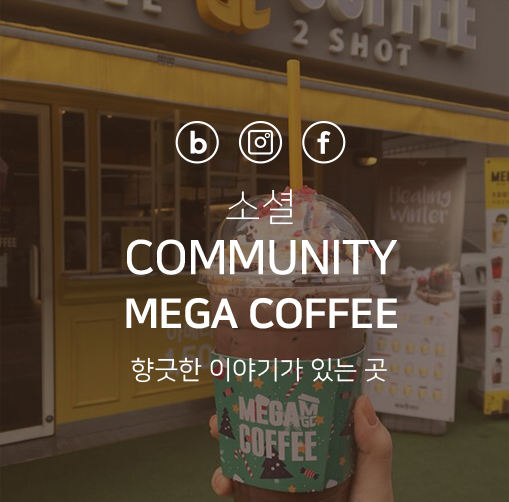 COFFEE
2 SHOT
b f
소셜
Healing
Winter
COMMUNITY
MEGA COFFEE
향긋한 이야기가 있는 곳
MEGA MGC
COFFEE